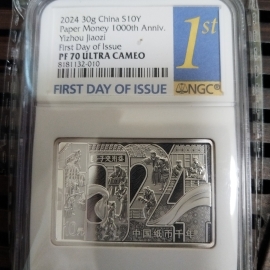 2024 30g China S10Y
Paper Money 1000th Anniv.
Yizhou Jiaozi
First Day of Issue
PF 70 ULTRA CAMEO
8181132-010
1st
FIRST DAY OF ISSUE
NGC
1024
中国纸币千年